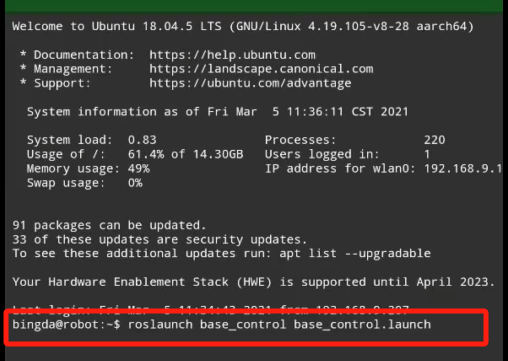 Welcome to Ubuntu 18.04.5 LTS (GNU/Linux 4.19.105-v8-28 aarch64)
* Documentation: https://help.ubuntu.com
* Management: https://landscape.canonical.com
* Support: https://ubuntu.com/advantage
System information as of Fri Mar 5 11:36:11 CST 2021
System load: 0.83 Processes: 220
Usage of /: 61.4% of 14.30GB Users logged in: 1
Memory usage: 49% IP address for wlan0: 192.168.9.1
Swap usage: 0%
91 packages can be updated.
33 of these updates are security updates.
To see these additional updates run: apt list --upgradable
Your Hardware Enablement Stack (HWE) is supported until April 2023.
Last login: Fri Mar 5 11:34:43 2021 from 192.168.9.207
bingda@robot:~$ roslaunch base_control base_control.launch